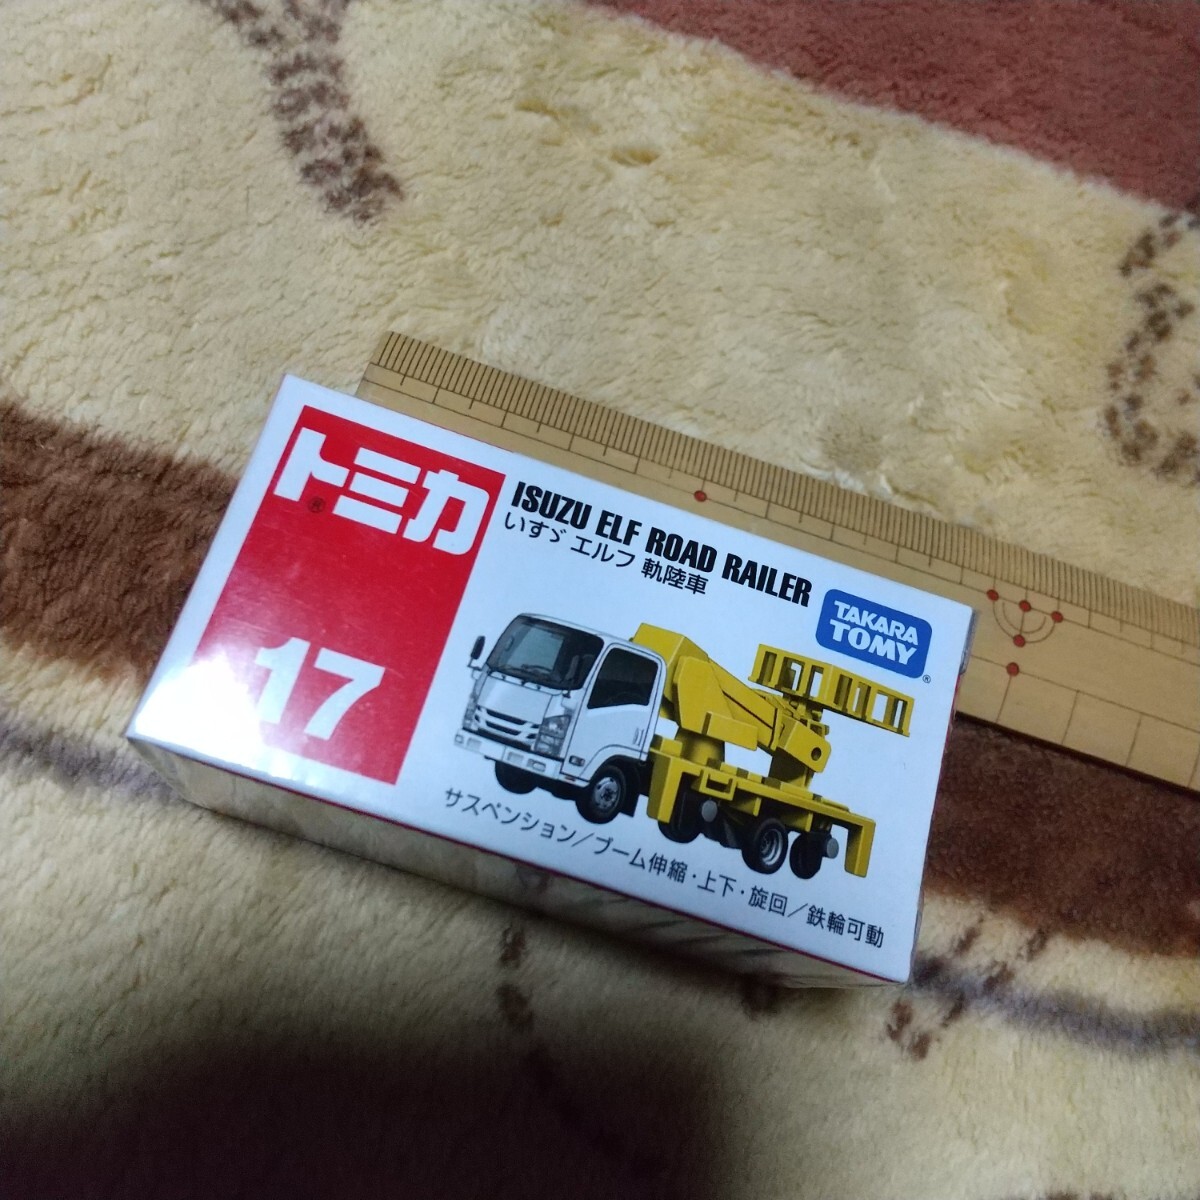 トミカ®
17
ISUZU ELF ROAD RAILER
いすゞ エルフ 軌陸車
TAKARA
TOMY®
サスペンション/ブーム伸縮・上下・旋回/鉄輪可動